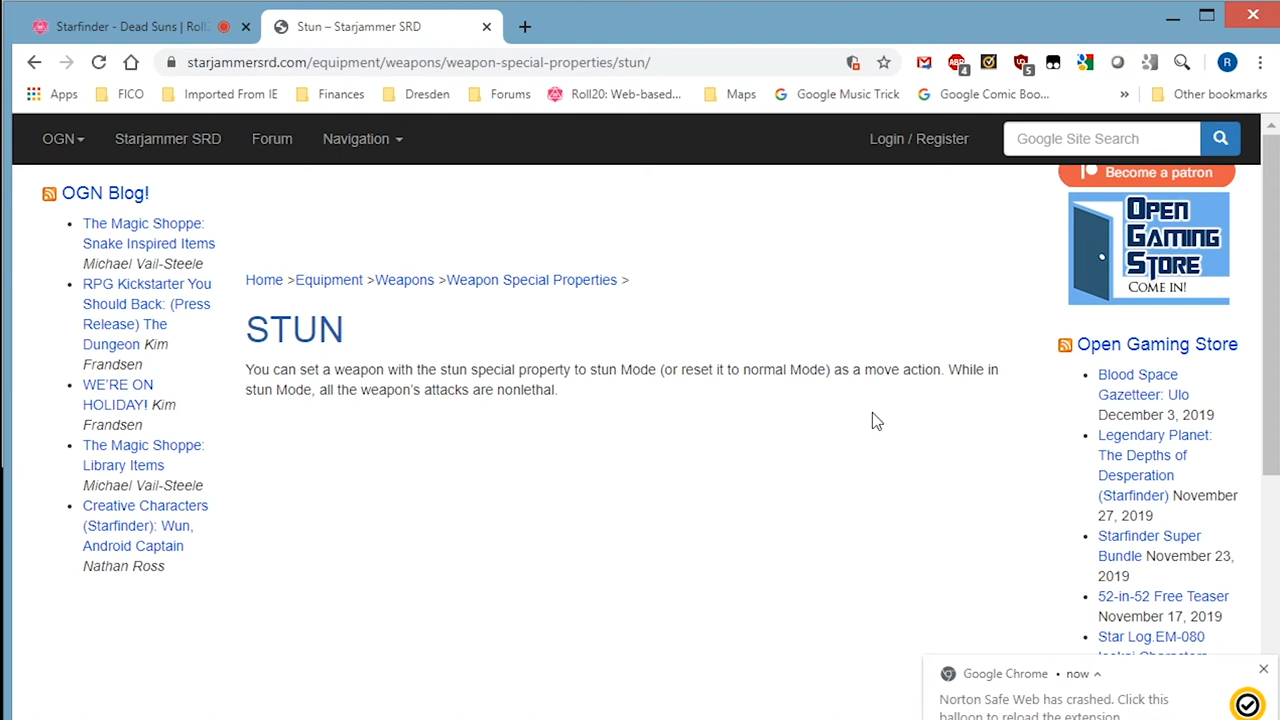 Starfinder - Dead Suns | Roll2
Stun – Starjammer SRD
starjammersrd.com/equipment/weapons/weapon-special-properties/stun/
4
5
R
Apps
FICO
Imported From IE
Finances
Dresden
Forums
Roll20: Web-based...
Maps
Google Music Trick
Google Comic Boo...
»
Other bookmarks
OGN
Starjammer SRD
Forum
Navigation
Login / Register
Google Site Search
OGN Blog!
The Magic Shoppe:
Snake Inspired Items
Michael Vail-Steele
RPG Kickstarter You
Should Back: (Press
Release) The
Dungeon Kim
Frandsen
WE'RE ON
HOLIDAY! Kim
Frandsen
The Magic Shoppe:
Library Items
Michael Vail-Steele
Creative Characters
(Starfinder): Wun,
Android Captain
Nathan Ross
Home >Equipment >Weapons >Weapon Special Properties >
STUN
You can set a weapon with the stun special property to stun Mode (or reset it to normal Mode) as a move action. While in
stun Mode, all the weapon's attacks are nonlethal.
Become a patron
OPEN
GAMING
STORE
COME IN!
Open Gaming Store
Blood Space
Gazetteer: Ulo
December 3, 2019
Legendary Planet:
The Depths of
Desperation
(Starfinder) November
27, 2019
Starfinder Super
Bundle November 23,
2019
52-in-52 Free Teaser
November 17, 2019
Star Log.EM-080
Google Chrome • now
Norton Safe Web has crashed. Click this
balloon to reload the extension.